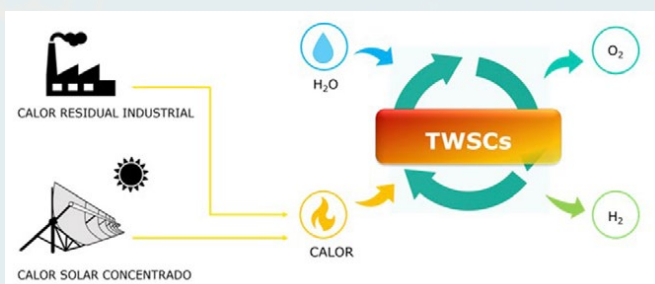 CALOR RESIDUAL INDUSTRIAL
CALOR SOLAR CONCENTRADO
H₂O
CALOR
TWSCs
O₂
H₂